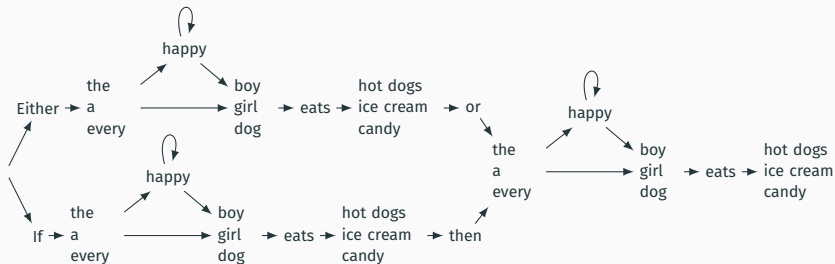 happy
the
a
every
Either
boy
girl
dog
eats
hot dogs
ice cream
candy
or
happy
the
a
every
If
boy
girl
dog
eats
hot dogs
ice cream
candy
then
the
a
every
happy
boy
girl
dog
eats
hot dogs
ice cream
candy